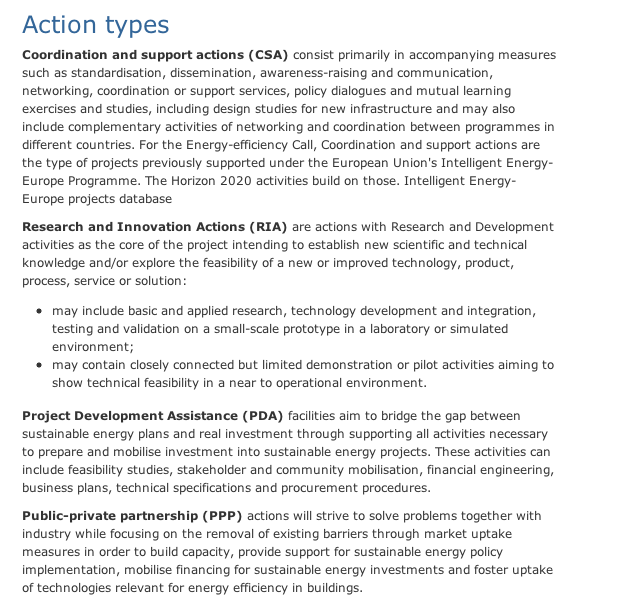 Action types
Coordination and support actions (CSA) consist primarily in accompanying measures
such as standardisation, dissemination, awareness-raising and communication,
networking, coordination or support services, policy dialogues and mutual learning
exercises and studies, including design studies for new infrastructure and may also
include complementary activities of networking and coordination between programmes in
different countries. For the Energy-efficiency Call, Coordination and support actions are
the type of projects previously supported under the European Union's Intelligent Energy-
Europe Programme. The Horizon 2020 activities build on those. Intelligent Energy-
Europe projects database
Research and Innovation Actions (RIA) are actions with Research and Development
activities as the core of the project intending to establish new scientific and technical
knowledge and/or explore the feasibility of a new or improved technology, product,
process, service or solution:
• may include basic and applied research, technology development and integration,
testing and validation on a small-scale prototype in a laboratory or simulated
environment;
• may contain closely connected but limited demonstration or pilot activities aiming to
show technical feasibility in a near to operational environment.
Project Development Assistance (PDA) facilities aim to bridge the gap between
sustainable energy plans and real investment through supporting all activities necessary
to prepare and mobilise investment into sustainable energy projects. These activities can
include feasibility studies, stakeholder and community mobilisation, financial engineering,
business plans, technical specifications and procurement procedures.
Public-private partnership (PPP) actions will strive to solve problems together with
industry while focusing on the removal of existing barriers through market uptake
measures in order to build capacity, provide support for sustainable energy policy
implementation, mobilise financing for sustainable energy investments and foster uptake
of technologies relevant for energy efficiency in buildings.